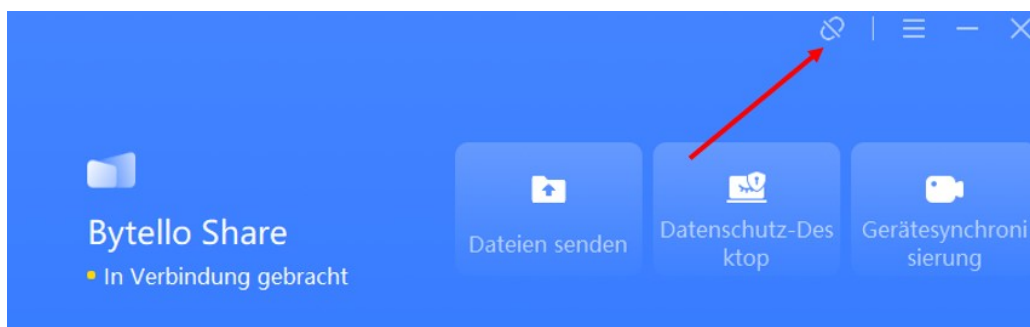 Bytello Share
In Verbindung gebracht
Dateien senden
Datenschutz-Des
ktop
Gerätesynchroni
sierung